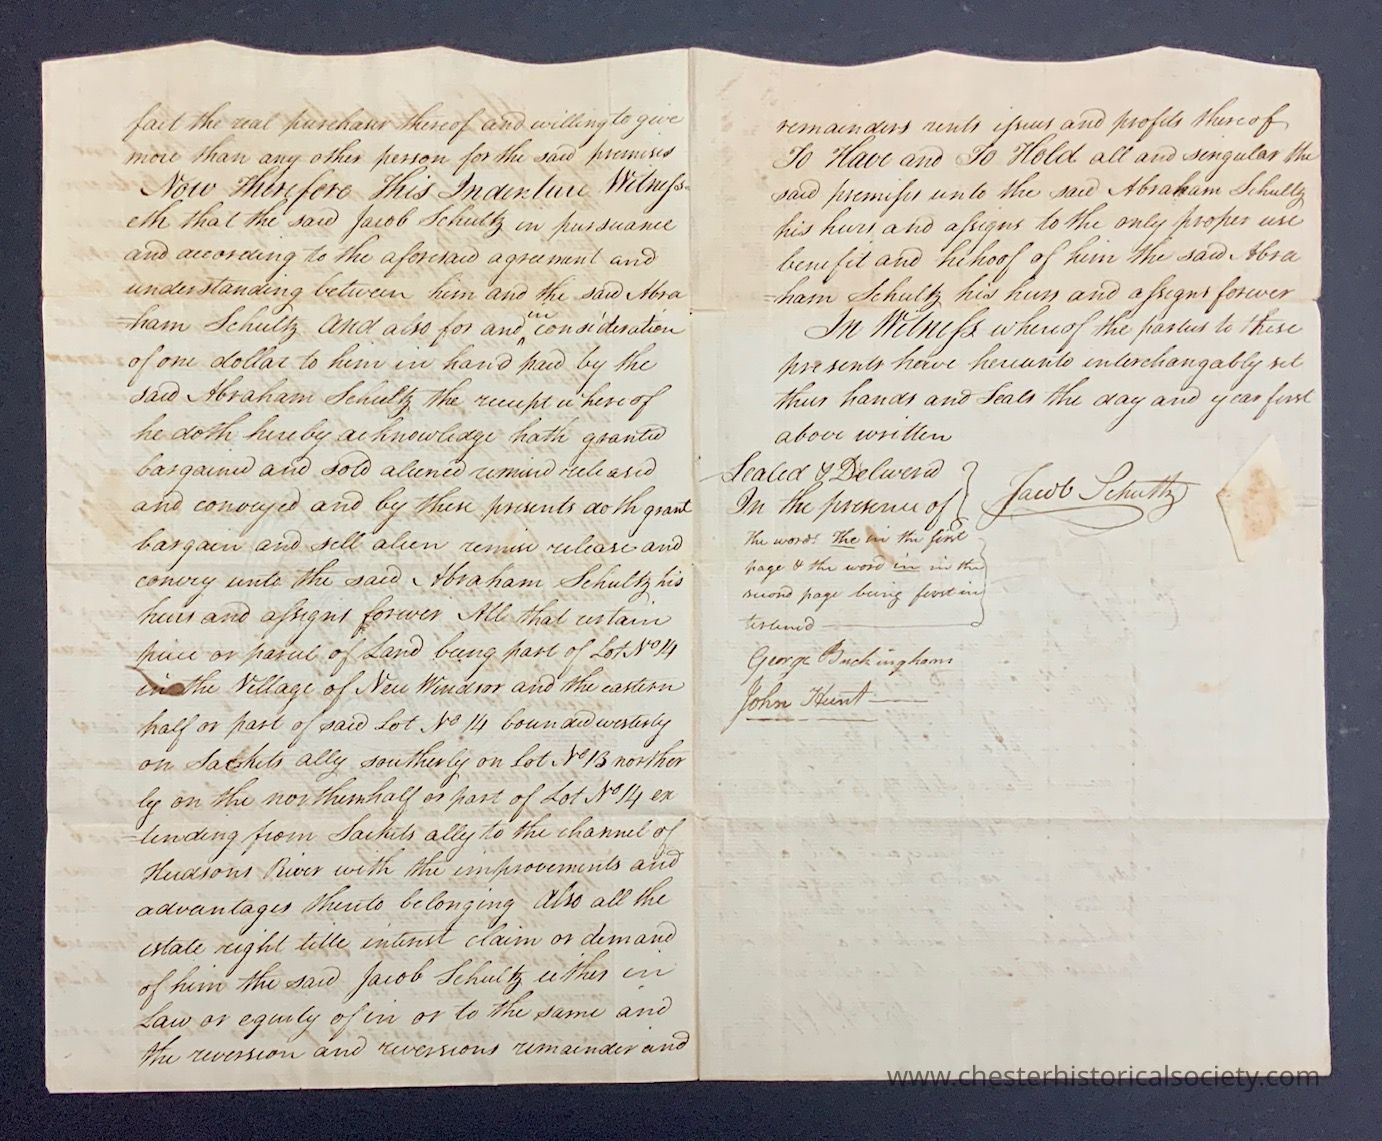 fact the real purchaser thereof and willing to give
more than any other person for the said premises
Now Therefore This Indenture Witness=
eth that the said Jacob Schultz in pursuance
and according to the aforesaid agreement and
understanding between him and the said Abra
=ham Schultz And also for and in consideration
of one dollar to him in hand paid by the
said Abraham Schultz the receipt whereof
he doth hereby acknowledge hath granted
bargained and sold aliened remised released
and conveyed and by these presents doth grant
bargain and sell alien remise release and
convey unto the said Abraham Schultz his
heirs and assigns forever All that certain
piece or parcel of Land being part of Lot No 14
in the Village of New Windsor and the eastern
half or part of said Lot No 14 bounded westerly
on Sackets ally southerly on Lot No 13 norther
ly on the northern half or part of Lot No 14 ex
=tending from Sackets ally to the channel of
Hudsons River with the improvements and
advantages thereto belonging Also all the
estate right title interest claim or demand
of him the said Jacob Schultz either in
Law or equity of in or to the same and
the reversion and reversions remainder and
remainders rents issues and profits thereof
To Have and To Hold all and singular the
said premises unto the said Abraham Schultz
his heirs and assigns to the only proper use
benefit and behoof of him the said Abra
=ham Schultz his heirs and assigns forever
In Witness whereof the parties to these
presents have hereunto interchangably set
their hands and Seals the day and year first
above written
Sealed & Delivered
In the presence of
Jacob Schultz
the words the in the first
page & the word in in the
second page being first in
terlined
George Buckingham
John Hunt
www.chesterhistoricalsociety.com